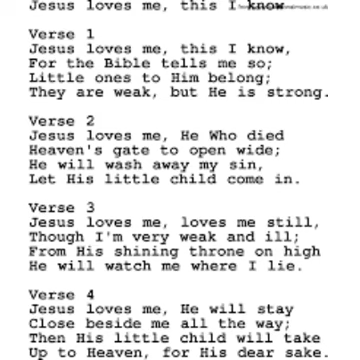 Jesus loves me, this I know
Verse 1
Jesus loves me, this I know,
For the Bible tells me so;
Little ones to Him belong;
They are weak, but He is strong.
Verse 2
Jesus loves me, He Who died
Heaven's gate to open wide;
He will wash away my sin,
Let His little child come in.
Verse 3
Jesus loves me, loves me still,
Though I'm very weak and ill;
From His shining throne on high
He will watch me where I lie.
Verse 4
Jesus loves me, He will stay
Close beside me all the way;
Then His little child will take
Up to Heaven, for His dear sake.